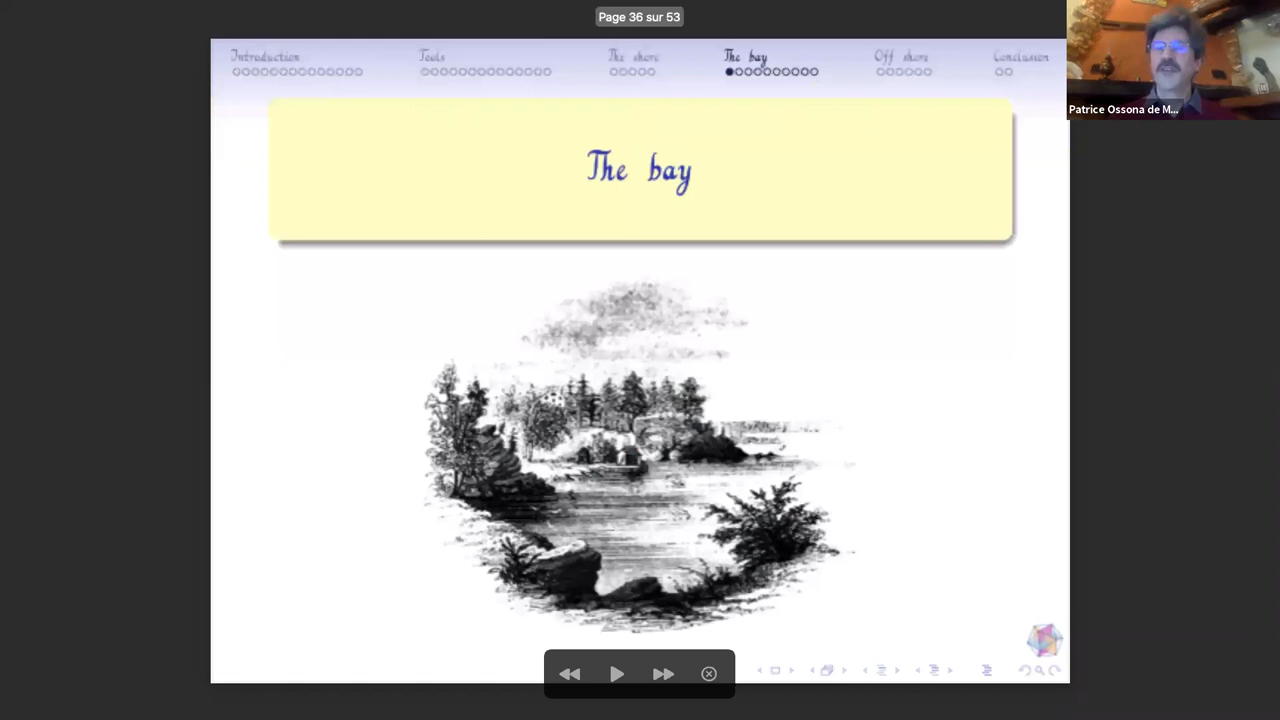 Page 36 sur 53
Introduction Tools The shore The bay Off shore Conclusion
Patrice Ossona de M...
The bay